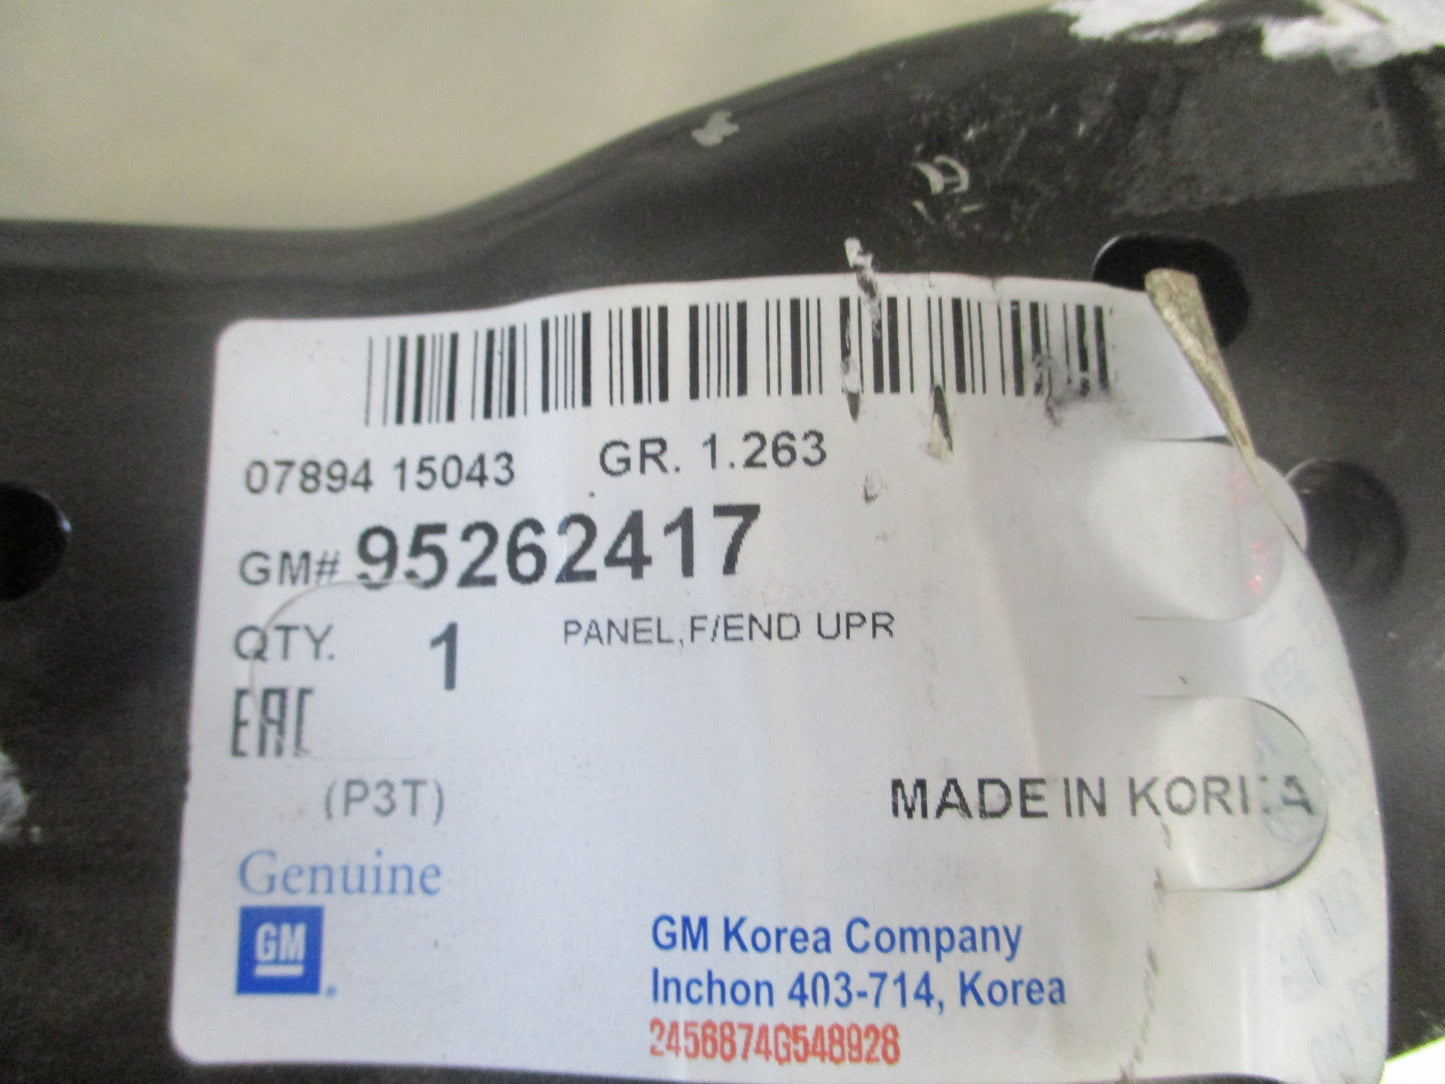 07894 15043 GR. 1.263
GM# 95262417
QTY. 1 PANEL,F/END UPR
EAC
(P3T)
MADE IN KOREA
Genuine
GM
GM Korea Company
Inchon 403-714, Korea
2456874G548928